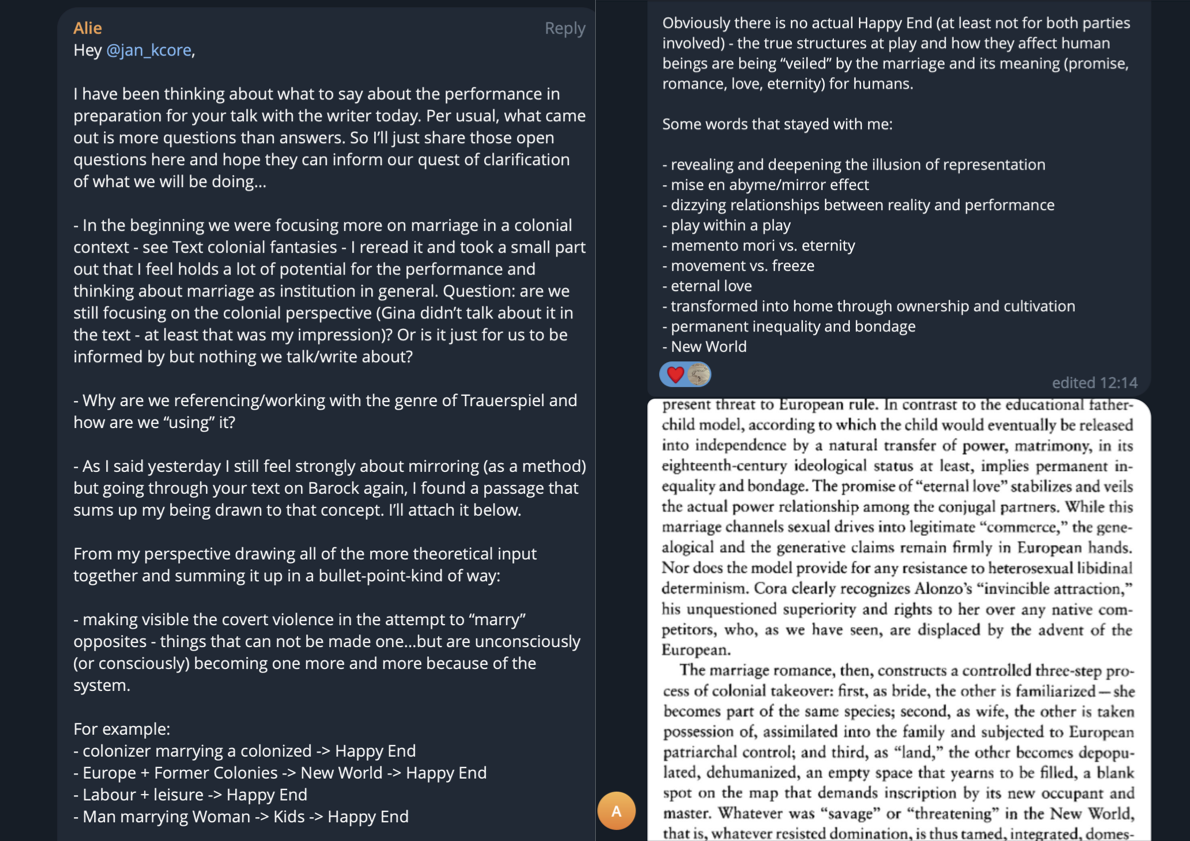 Alie
Reply
Hey @jan_kcore,
I have been thinking about what to say about the performance in
preparation for your talk with the writer today. Per usual, what came
out is more questions than answers. So I’ll just share those open
questions here and hope they can inform our quest of clarification
of what we will be doing...
- In the beginning we were focusing more on marriage in a colonial
context - see Text colonial fantasies - I reread it and took a small part
out that I feel holds a lot of potential for the performance and
thinking about marriage as institution in general. Question: are we
still focusing on the colonial perspective (Gina didn’t talk about it in
the text - at least that was my impression)? Or is it just for us to be
informed by but nothing we talk/write about?
- Why are we referencing/working with the genre of Trauerspiel and
how are we “using” it?
- As I said yesterday I still feel strongly about mirroring (as a method)
but going through your text on Barock again, I found a passage that
sums up my being drawn to that concept. I’ll attach it below.
From my perspective drawing all of the more theoretical input
together and summing it up in a bullet-point-kind of way:
- making visible the covert violence in the attempt to “marry”
opposites - things that can not be made one...but are unconsciously
(or consciously) becoming one more and more because of the
system.
For example:
- colonizer marrying a colonized -> Happy End
- Europe + Former Colonies -> New World -> Happy End
- Labour + leisure -> Happy End
- Man marrying Woman -> Kids -> Happy End
Obviously there is no actual Happy End (at least not for both parties
involved) - the true structures at play and how they affect human
beings are being “veiled” by the marriage and its meaning (promise,
romance, love, eternity) for humans.
Some words that stayed with me:
- revealing and deepening the illusion of representation
- mise en abyme/mirror effect
- dizzying relationships between reality and performance
- play within a play
- memento mori vs. eternity
- movement vs. freeze
- eternal love
- transformed into home through ownership and cultivation
- permanent inequality and bondage
- New World
edited 12:14
A
present threat to European rule. In contrast to the educational father-
child model, according to which the child would eventually be released
into independence by a natural transfer of power, matrimony, in its
eighteenth-century ideological status at least, implies permanent in-
equality and bondage. The promise of “eternal love” stabilizes and veils
the actual power relationship among the conjugal partners. While this
marriage channels sexual drives into legitimate “commerce,” the gene-
alogical and the generative claims remain firmly in European hands.
Nor does the model provide for any resistance to heterosexual libidinal
determinism. Cora clearly recognizes Alonzo’s “invincible attraction,”
his unquestioned superiority and rights to her over any native com-
petitors, who, as we have seen, are displaced by the advent of the
European.
The marriage romance, then, constructs a controlled three-step pro-
cess of colonial takeover: first, as bride, the other is familiarized—she
becomes part of the same species; second, as wife, the other is taken
possession of, assimilated into the family and subjected to European
patriarchal control; and third, as “land,” the other becomes depopu-
lated, dehumanized, an empty space that yearns to be filled, a blank
spot on the map that demands inscription by its new occupant and
master. Whatever was “savage” or “threatening” in the New World,
that is, whatever resisted domination, is thus tamed, integrated, domes-